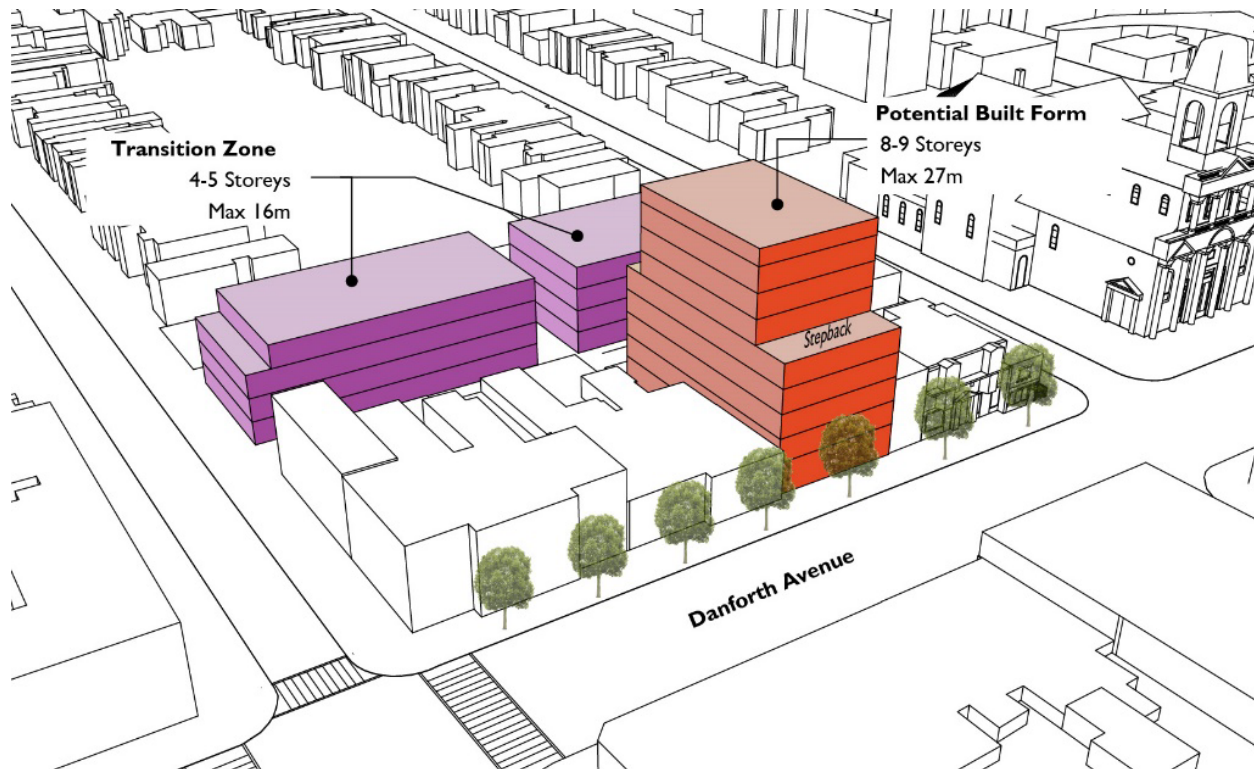 Transition Zone
4-5 Storeys
Max 16m
Potential Built Form
8-9 Storeys
Max 27m
Stepback
Danforth Avenue